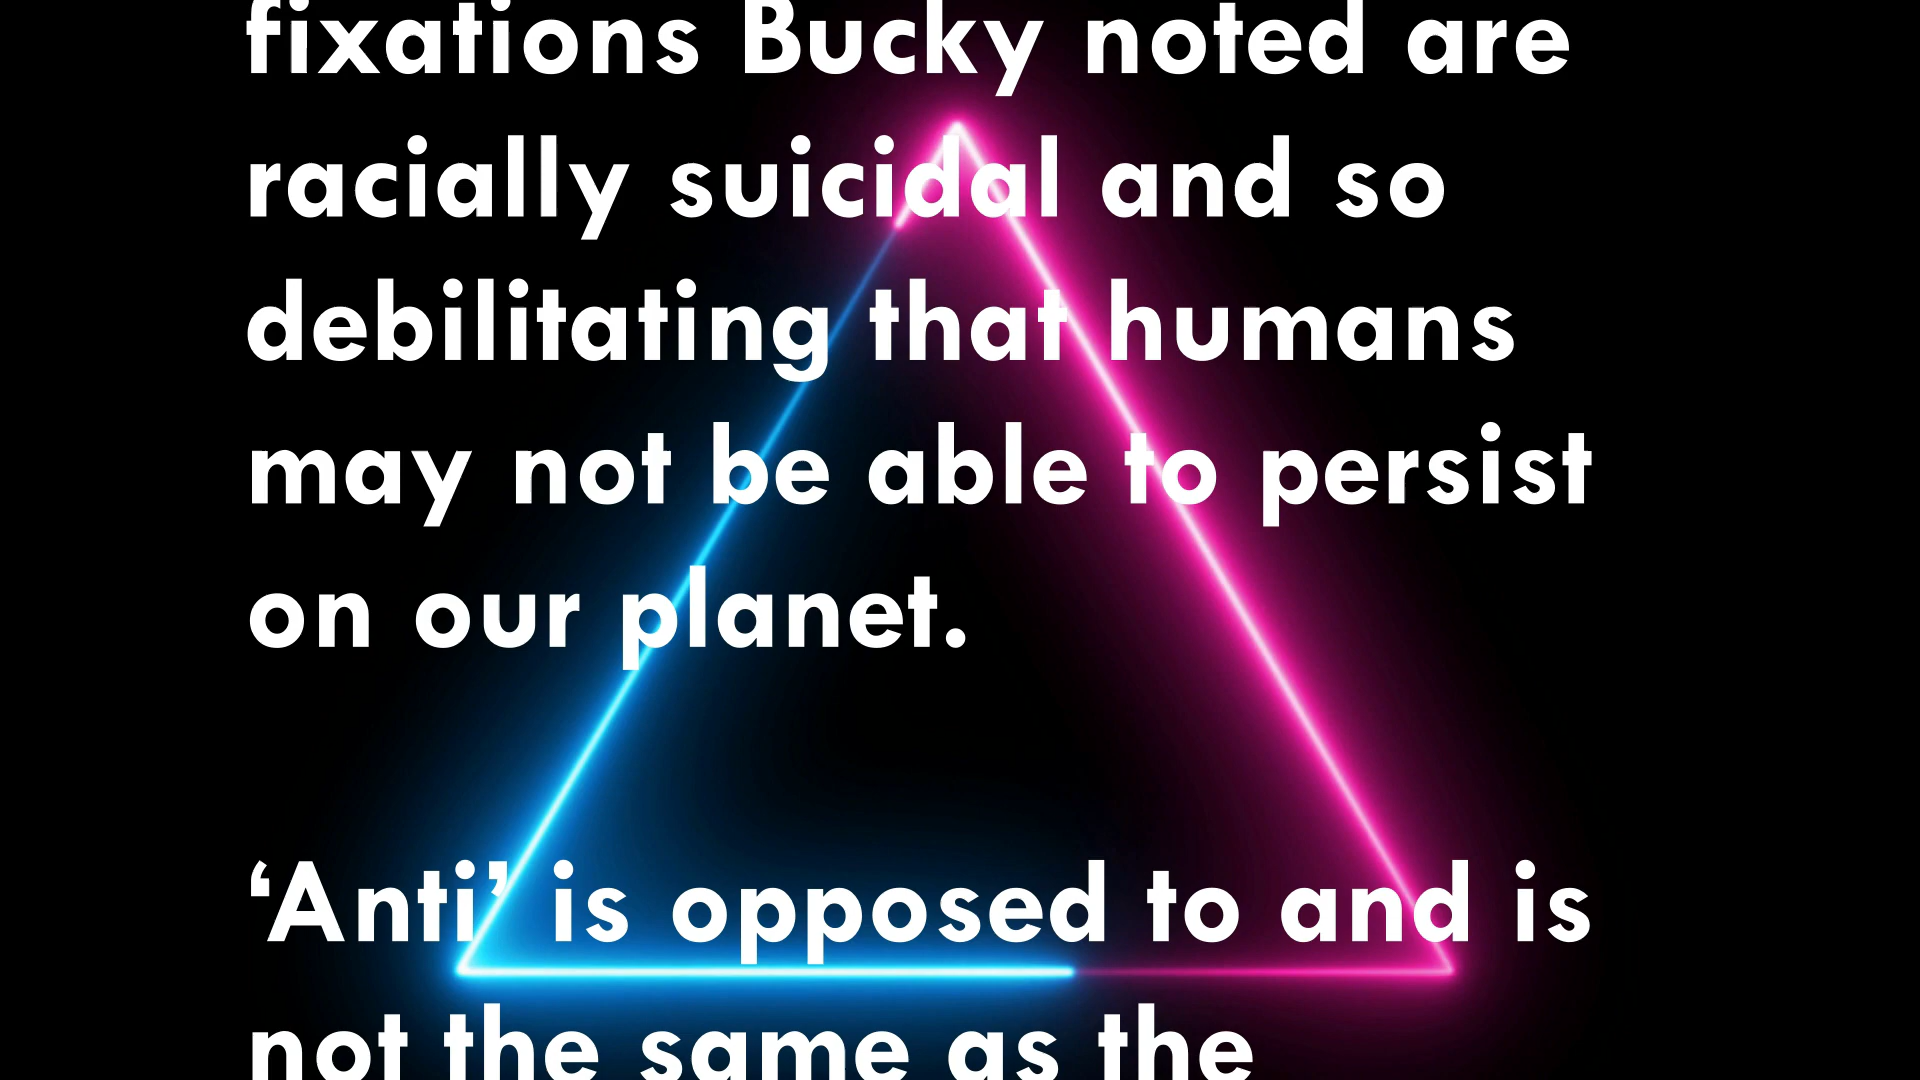 fixations Bucky noted are
racially suicidal and so
debilitating that humans
may not be able to persist
on our planet.
‘Anti’ is opposed to and is
not the same as the